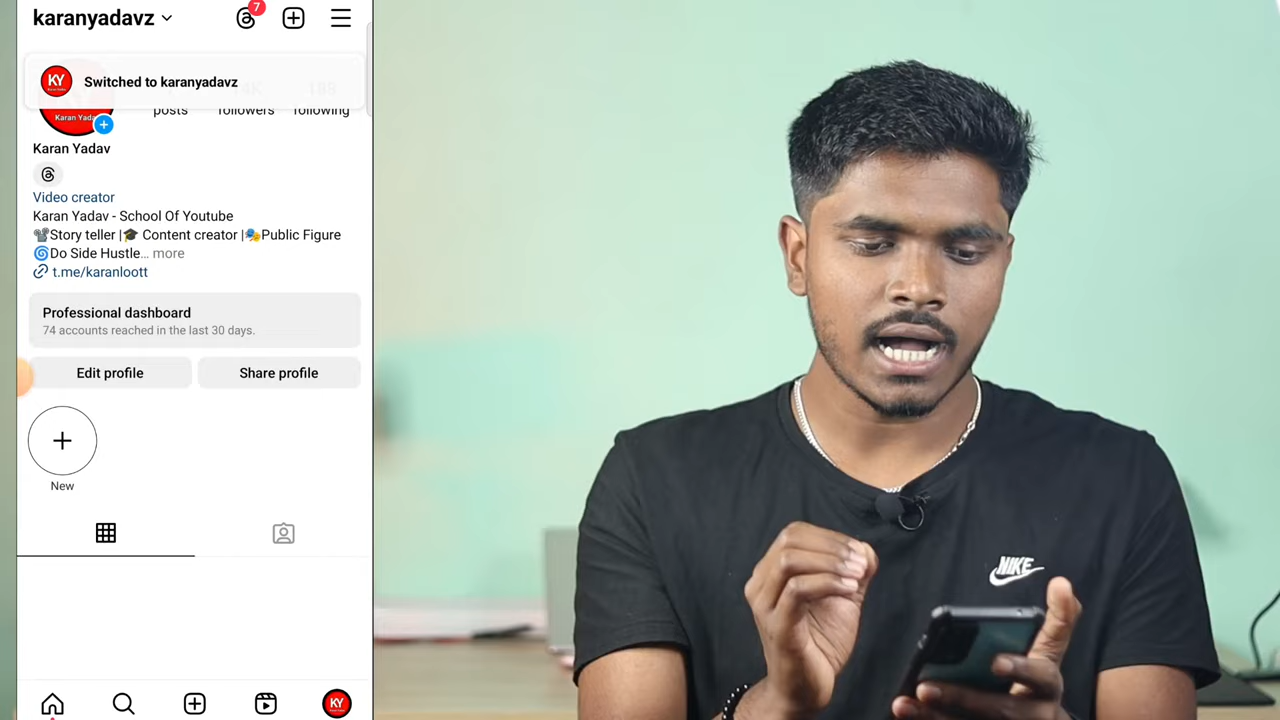 karanyadavz
7
KY
Switched to karanyadavz
posts followers following
Karan Yadav
Video creator
Karan Yadav - School Of Youtube
📽️Story teller |🎓 Content creator |🎭Public Figure
🌀Do Side Hustle... more
t.me/karanloott
Professional dashboard
74 accounts reached in the last 30 days.
Edit profile Share profile
New
KY
NIKE